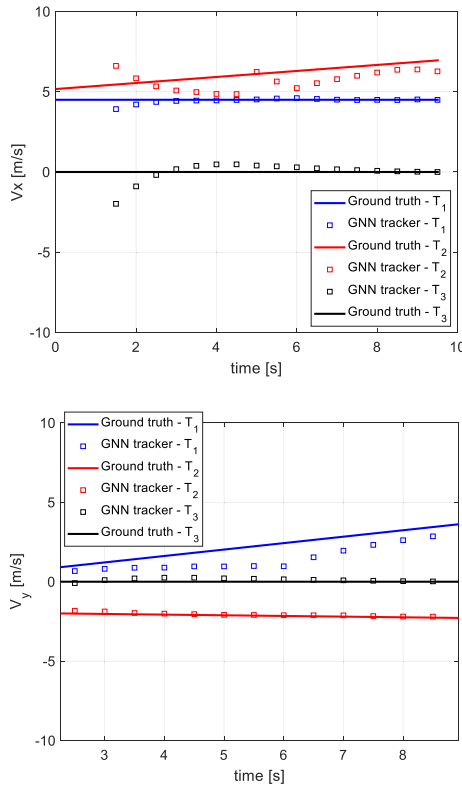 10
5
0
-5
-10
Vx [m/s]
0 2 4 6 8 10
time [s]
Ground truth - T1
GNN tracker - T1
Ground truth - T2
GNN tracker - T2
GNN tracker - T3
Ground truth - T3
10
5
0
-5
-10
Vy [m/s]
3 4 5 6 7 8
time [s]
Ground truth - T1
GNN tracker - T1
Ground truth - T2
GNN tracker - T2
GNN tracker - T3
Ground truth - T3